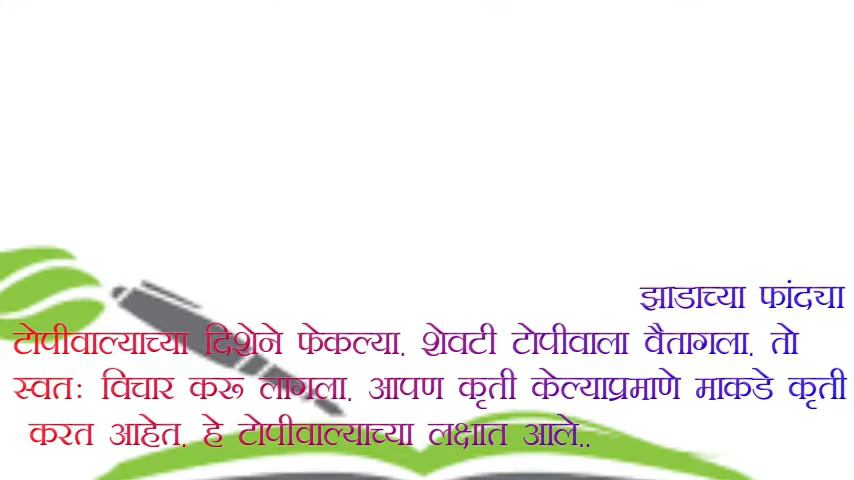 झाडाच्या फांद्या
टोपीवाल्याच्या दिशेने फेकल्या. शेवटी टोपीवाला वैतागला. तो
स्वतः विचार करू लागला. आपण कृती केल्याप्रमाणे माकडे कृती
करत आहेत. हे टोपीवाल्याच्या लक्षात आले..